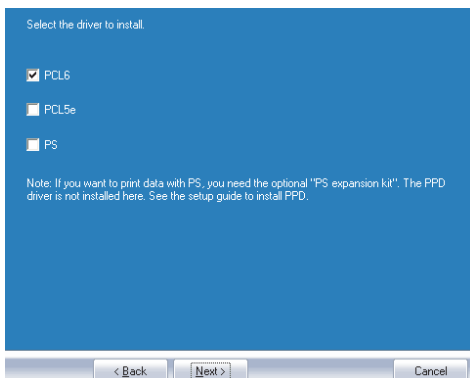 Select the driver to install.
PCL6
PCL5e
PS
Note: If you want to print data with PS, you need the optional "PS expansion kit". The PPD
driver is not installed here. See the setup guide to install PPD.
< Back Next > Cancel